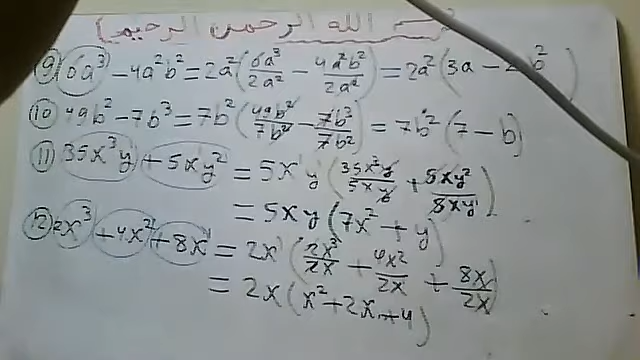 بسم الله الرحمن الرحيم
9) 6a³ - 4a²b² = 2a² (6a³/2a² - 4a²b²/2a²) = 2a² (3a - 2b²)
10) 49b² - 7b³ = 7b² (49b²/7b² - 7b³/7b²) = 7b² (7 - b)
11) 35x³y + 5xy² = 5xy (35x³y/5xy + 5xy²/8xy)
= 5xy (7x² + y)
12) 2x³ + 4x² + 8x = 2x (2x³/2x + 4x²/2x + 8x/2x)
= 2x (x² + 2x + 4)